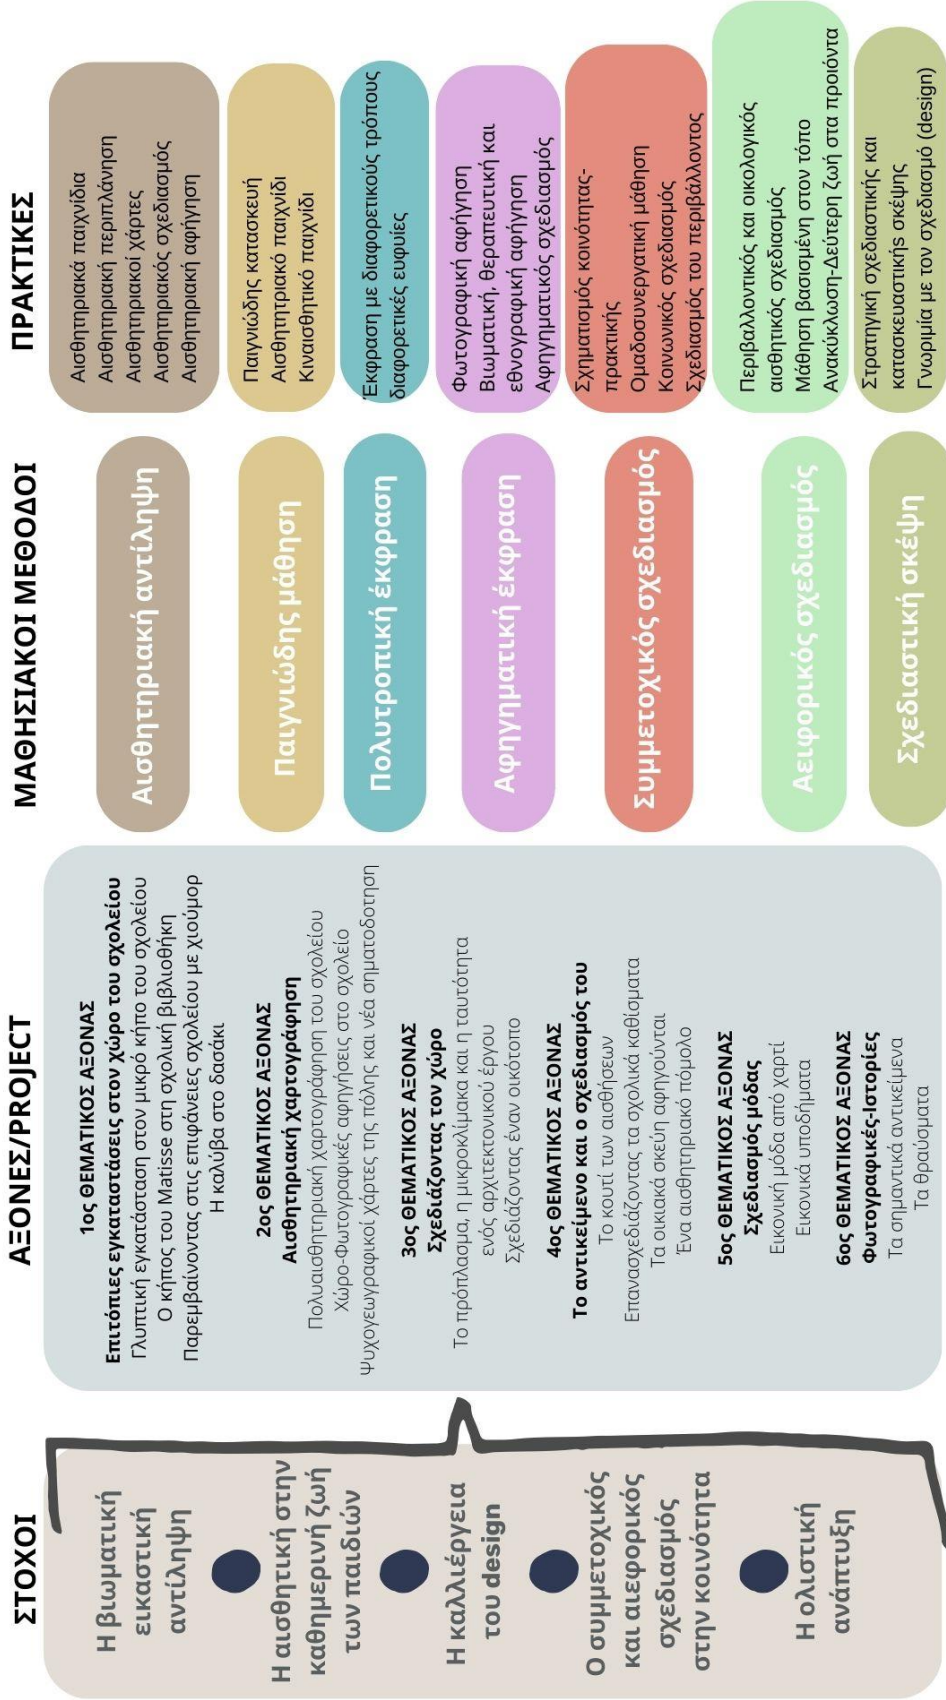 ΣΤΟΧΟΙ
Η βιωματική
εικαστική
αντίληψη
Η αισθητική στην
καθημερινή ζωή
των παιδιών
Η καλλιέργεια
του design
Ο συμμετοχικός
και αιεφορικός
σχεδιασμός
στην κοινότητα
Η ολιστική
ανάπτυξη
ΑΞΟΝΕΣ/PROJECT
1ος ΘΕΜΑΤΙΚΟΣ ΑΞΟΝΑΣ
Επιτόπιες εγκαταστάσεις στον χώρο του σχολείου
Γλυπτική εγκατάσταση στον μικρό κήπο του σχολείου
Ο κήπος του Matisse στη σχολική βιβλιοθήκη
Παρεμβαίνοντας στις επιφάνειες σχολείου με χιούμορ
Η καλύβα στο δασάκι
2ος ΘΕΜΑΤΙΚΟΣ ΑΞΟΝΑΣ
Αισθητηριακή χαρτογράφηση
Πολυαισθητηριακή χαρτογράφηση του σχολείου
Χώρο-Φωτογραφικές αφηγήσεις στο σχολείο
Ψυχογεωγραφικοί χάρτες της πόλης και νέα σηματοδοτηση
3ος ΘΕΜΑΤΙΚΟΣ ΑΞΟΝΑΣ
Σχεδιάζοντας τον χώρο
Το πρόπλασμα, η μικροκλίμακα και η ταυτότητα
ενός αρχιτεκτονικού έργου
Σχεδιάζοντας έναν οικότοπο
4ος ΘΕΜΑΤΙΚΟΣ ΑΞΟΝΑΣ
Το αντικείμενο και ο σχεδιασμός του
Το κουτί των αισθήσεων
Επανασχεδιάζοντας τα σχολικά καθίσματα
Τα οικιακά σκεύη αφηγούνται
Ένα αισθητηριακό πόμολο
5ος ΘΕΜΑΤΙΚΟΣ ΑΞΟΝΑΣ
Σχεδιασμός μόδας
Εικονική μόδα από χαρτί
Εικονικά υποδήματα
6ος ΘΕΜΑΤΙΚΟΣ ΑΞΟΝΑΣ
Φωτογραφικές-Ιστορίες
Τα σημαντικά αντικείμενα
Τα θραύσματα
ΜΑΘΗΣΙΑΚΟΙ ΜΕΘΟΔΟΙ
Αισθητηριακή αντίληψη
Παιγνιώδης μάθηση
Πολυτροπική έκφραση
Αφηγηματική έκφραση
Συμμετοχικός σχεδιασμός
Αειφορικός σχεδιασμός
Σχεδιαστική σκέψη
ΠΡΑΚΤΙΚΕΣ
Αισθητηριακά παιχνίδια
Αισθητηριακή περιπλάνηση
Αισθητηριακοί χάρτες
Αισθητηριακός σχεδιασμός
Αισθητηριακή αφήγηση
Παιγνιώδης κατασκευή
Αισθητηριακό παιχνίδι
Κιναισθητικό παιχνίδι
Έκφραση με διαφορετικούς τρόπους
διαφορετικές ευφυίες
Φωτογραφική αφήγηση
Βιωματική, θεραπευτική και
εθνογραφική αφήγηση
Αφηγηματικός σχεδιασμός
Σχηματισμός κοινότητας-
πρακτικής
Ομαδοσυνεργατική μάθηση
Κοινωνικός σχεδιασμός
Σχεδιασμός του περιβάλλοντος
Περιβαλλοντικός και οικολογικός
αισθητικός σχεδιασμός
Μάθηση βασισμένη στον τόπο
Ανακύκλωση-Δεύτερη ζωή στα προιόντα
Στρατηγική σχεδιαστικής και
κατασκευαστικής σκέψης
Γνωριμία με τον σχεδιασμό (design)